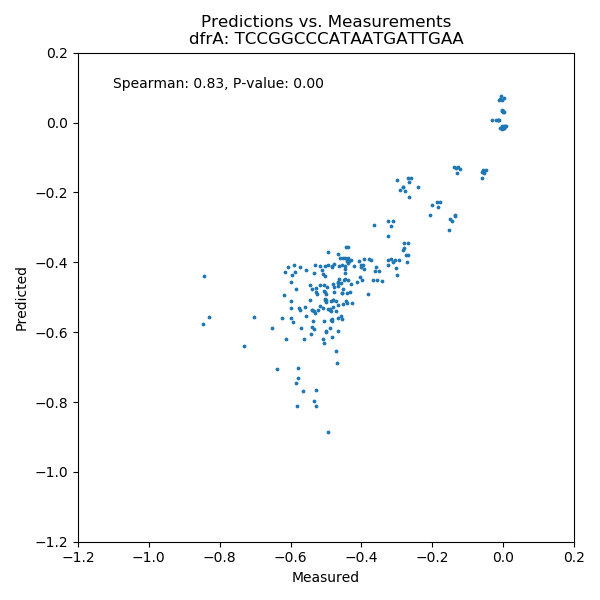 Predictions vs. Measurements
dfrA: TCCGGCCCATAATGATTGAA
Spearman: 0.83, P-value: 0.00
Predicted
0.2
0.0
−0.2
−0.4
−0.6
−0.8
−1.0
−1.2
−1.2 −1.0 −0.8 −0.6 −0.4 −0.2 0.0 0.2
Measured